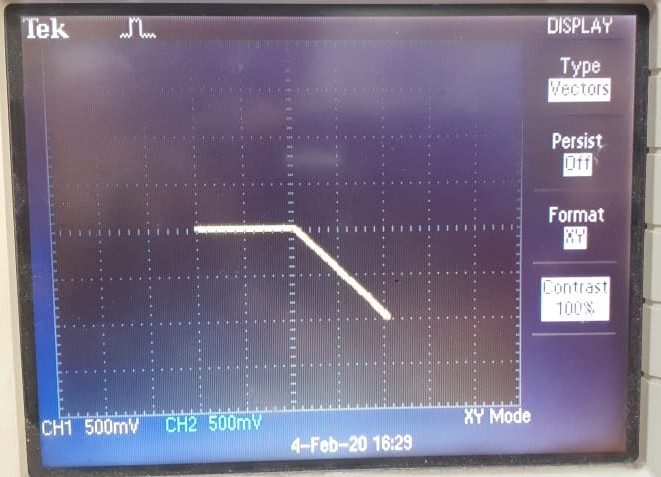 Tek
DISPLAY
Type
Vectors
Persist
Off
Format
XY
Contrast
100%
CH1 500mV CH2 500mV XY Mode
4-Feb-20 16:29